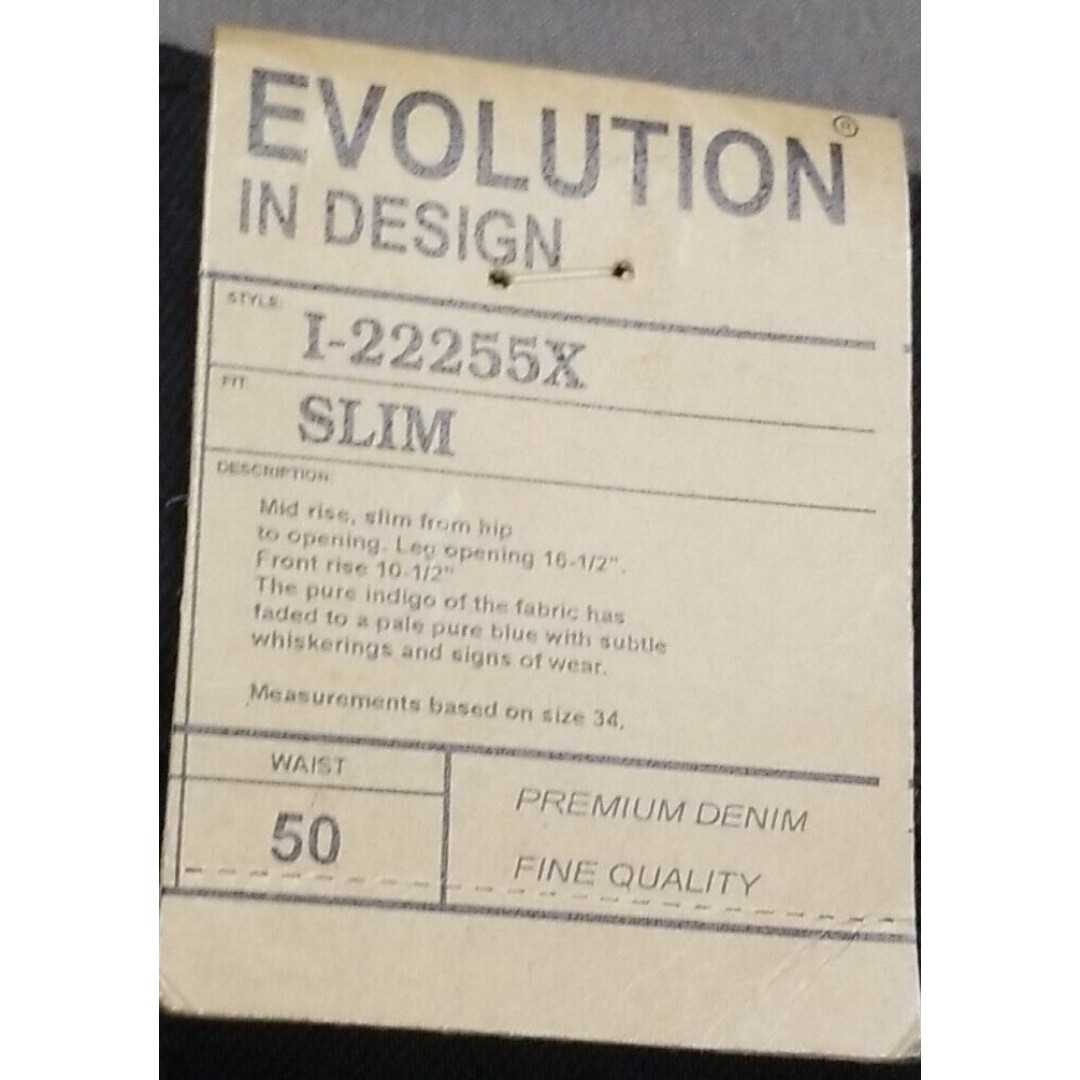 EVOLUTION®
IN DESIGN
STYLE:
I-22255X
FIT:
SLIM
DESCRIPTION:
Mid rise, slim from hip
to opening. Leg opening 16-1/2".
Front rise 10-1/2"
The pure indigo of the fabric has
faded to a pale pure blue with subtle
whiskerings and signs of wear.
Measurements based on size 34.
WAIST
50
PREMIUM DENIM
FINE QUALITY